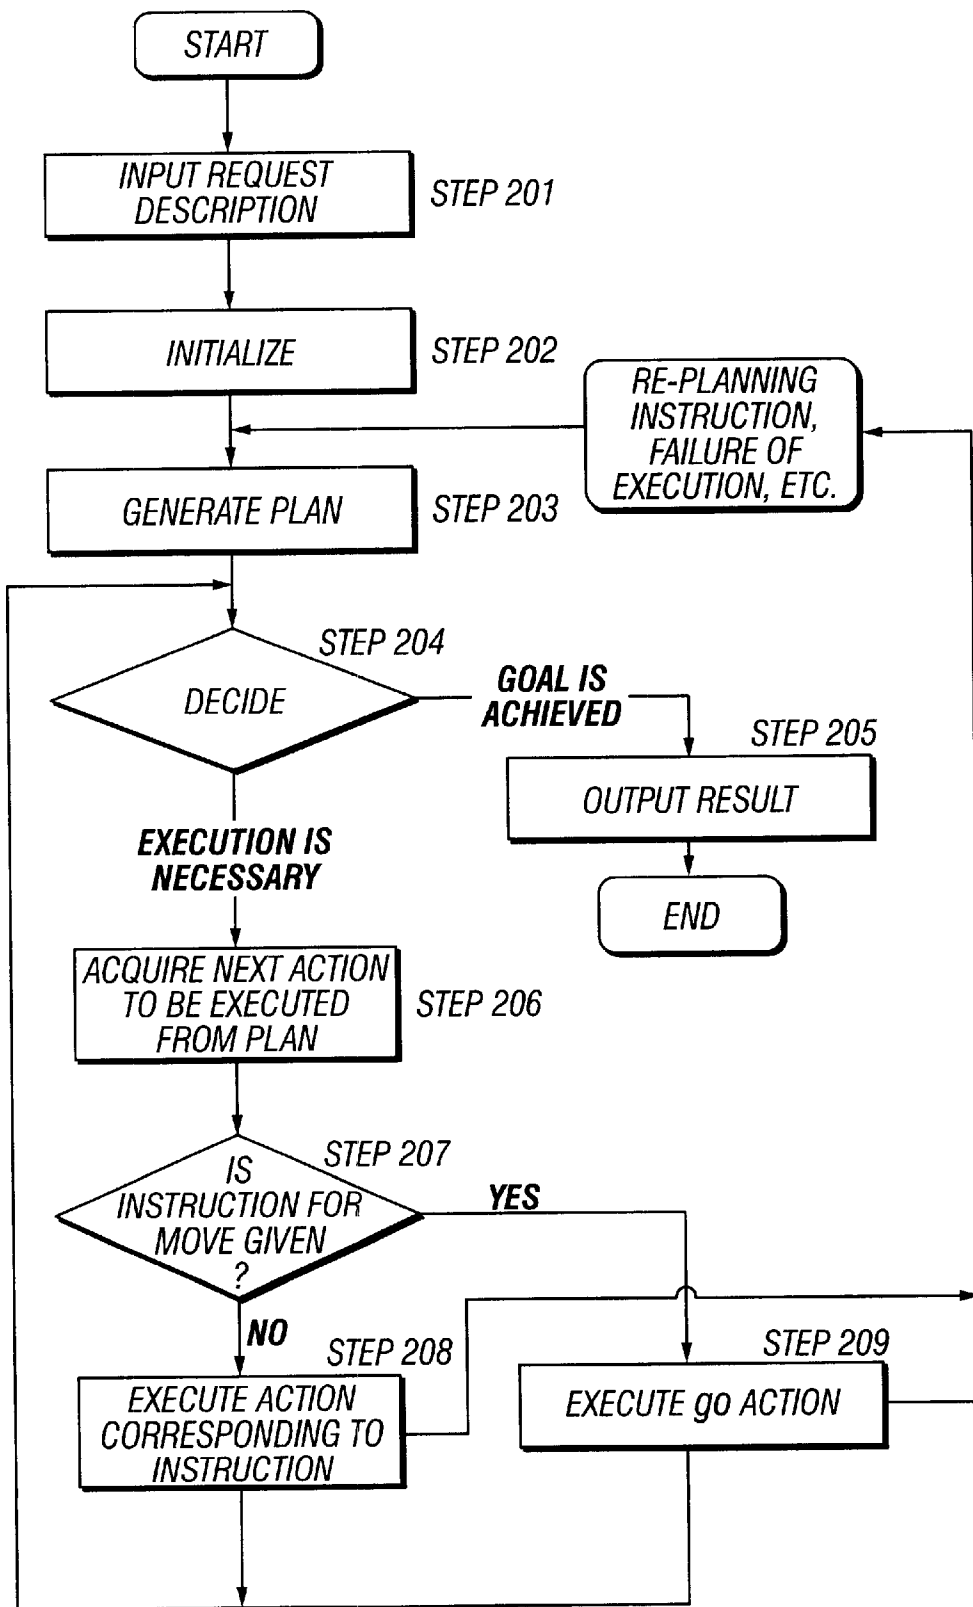 START
INPUT REQUEST
DESCRIPTION
STEP 201
INITIALIZE
STEP 202
RE-PLANNING
INSTRUCTION,
FAILURE OF
EXECUTION, ETC.
GENERATE PLAN
STEP 203
STEP 204
DECIDE
GOAL IS
ACHIEVED
STEP 205
OUTPUT RESULT
END
EXECUTION IS
NECESSARY
ACQUIRE NEXT ACTION
TO BE EXECUTED
FROM PLAN
STEP 206
STEP 207
IS
INSTRUCTION FOR
MOVE GIVEN
?
YES
NO
STEP 208
EXECUTE ACTION
CORRESPONDING TO
INSTRUCTION
STEP 209
EXECUTE go ACTION